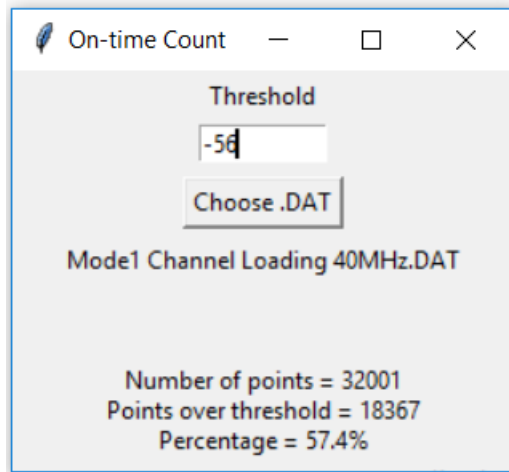 On-time Count
Threshold
-56
Choose .DAT
Mode1 Channel Loading 40MHz.DAT
Number of points = 32001
Points over threshold = 18367
Percentage = 57.4%